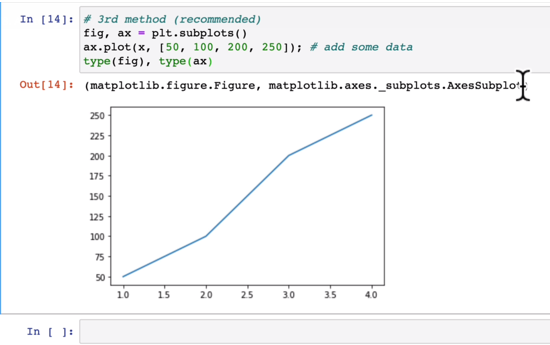 In [14]: # 3rd method (recommended)
fig, ax = plt.subplots()
ax.plot(x, [50, 100, 200, 250]); # add some data
type(fig), type(ax)
Out[14]: (matplotlib.figure.Figure, matplotlib.axes._subplots.AxesSubplot)
250
225
200
175
150
125
100
75
50
1.0 1.5 2.0 2.5 3.0 3.5 4.0
In [ ]: